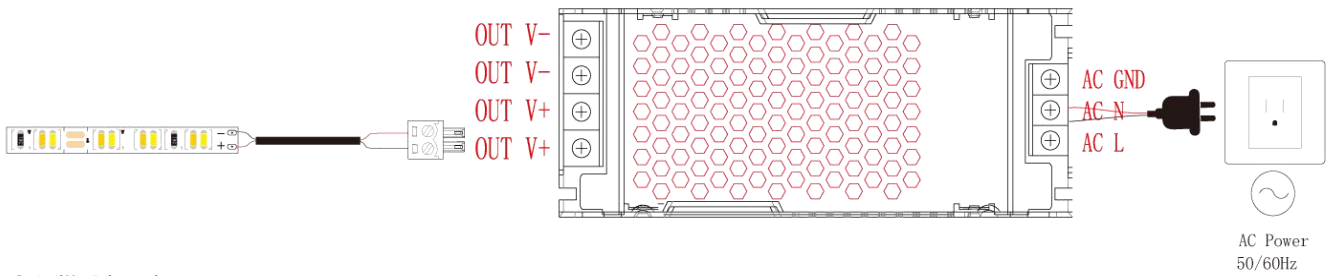 OUT V-
OUT V-
OUT V+
OUT V+
AC GND
AC N
AC L
AC Power
50/60Hz